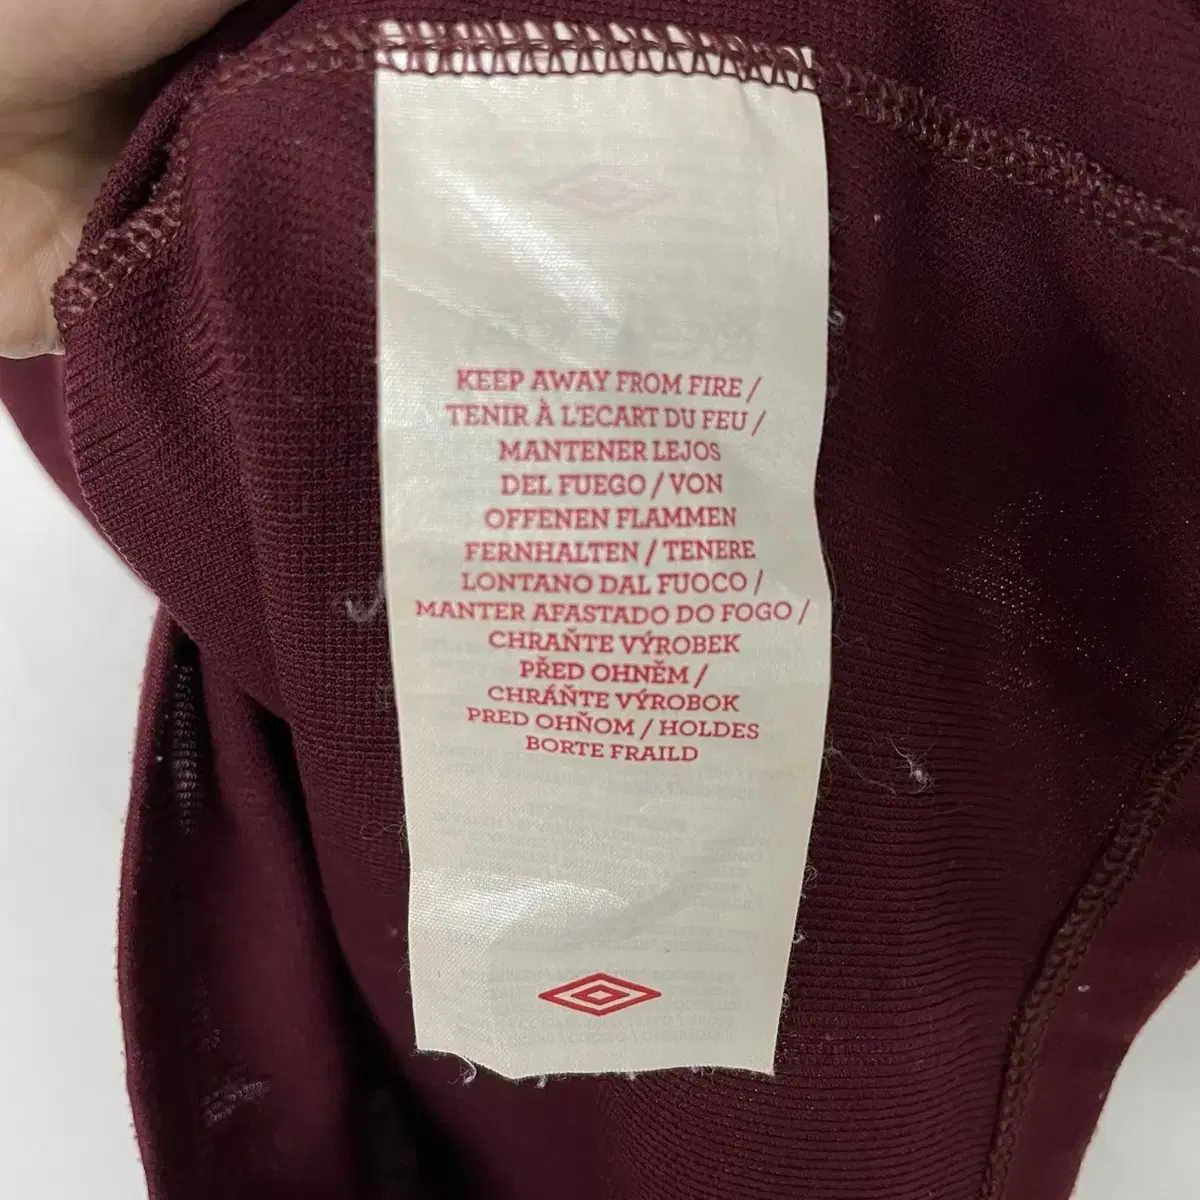 KEEP AWAY FROM FIRE /
TENIR À L'ECART DU FEU /
MANTENER LEJOS
DEL FUEGO / VON
OFFENEN FLAMMEN
FERNHALTEN / TENERE
LONTANO DAL FUOCO /
MANTER AFASTADO DO FOGO /
CHRAŇTE VÝROBEK
PŘED OHNĚM /
CHRÁŇTE VÝROBOK
PRED OHŇOM / HOLDES
BORTE FRAILD